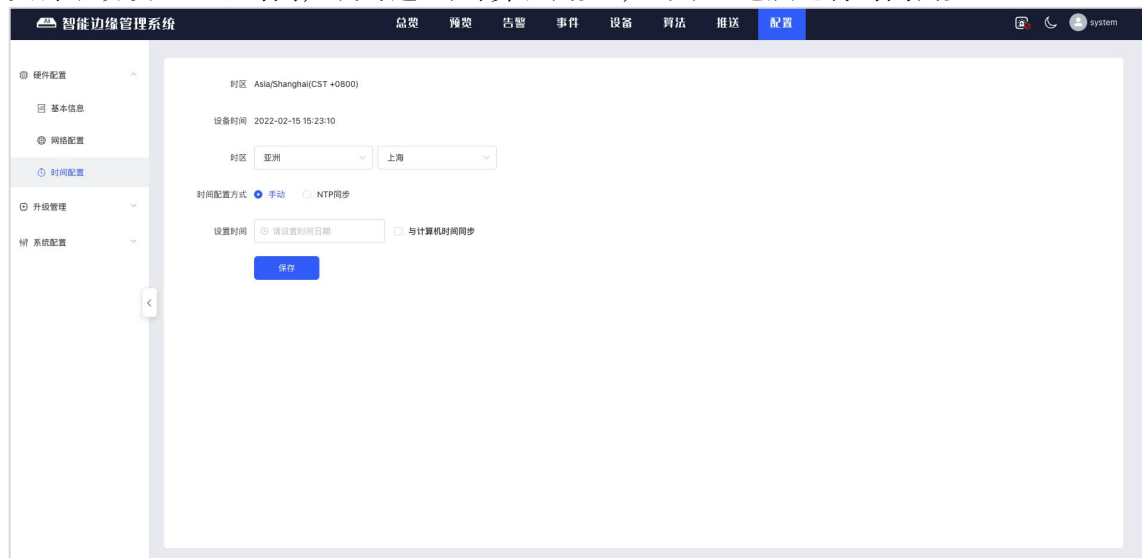 智能边缘管理系统 总览 预览 告警 事件 设备 算法 推送 配置 system
硬件配置
基本信息
网络配置
时间配置
升级管理
系统配置
时区 Asia/Shanghai(CST +0800)
设备时间 2022-02-15 15:23:10
时区 亚洲 上海
时间配置方式 手动 NTP同步
设置时间 请设置时间日期 与计算机时间同步
保存